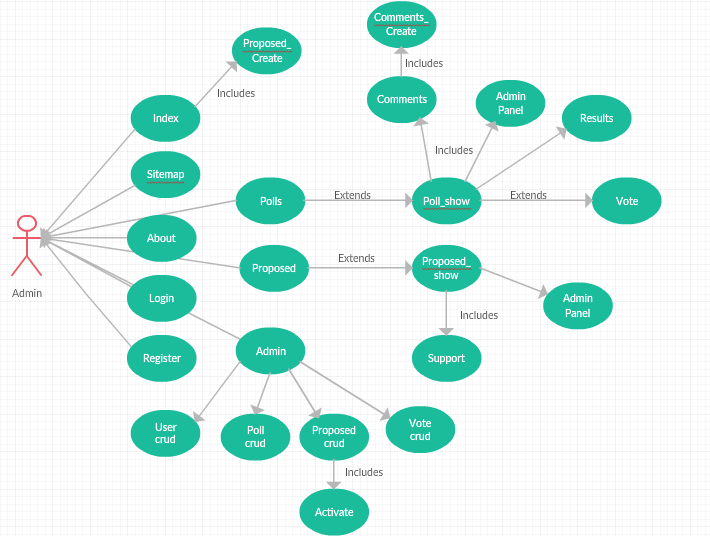 Comments_
Create
Proposed_
Create
Includes
Includes
Comments
Admin
Panel
Index
Results
Includes
Sitemap
Polls
Extends
Poll_show
Extends
Vote
About
Proposed
Extends
Proposed_
show
Admin
Login
Admin
Panel
Includes
Register
Admin
Support
User
crud
Poll
crud
Proposed
crud
Vote
crud
Includes
Activate